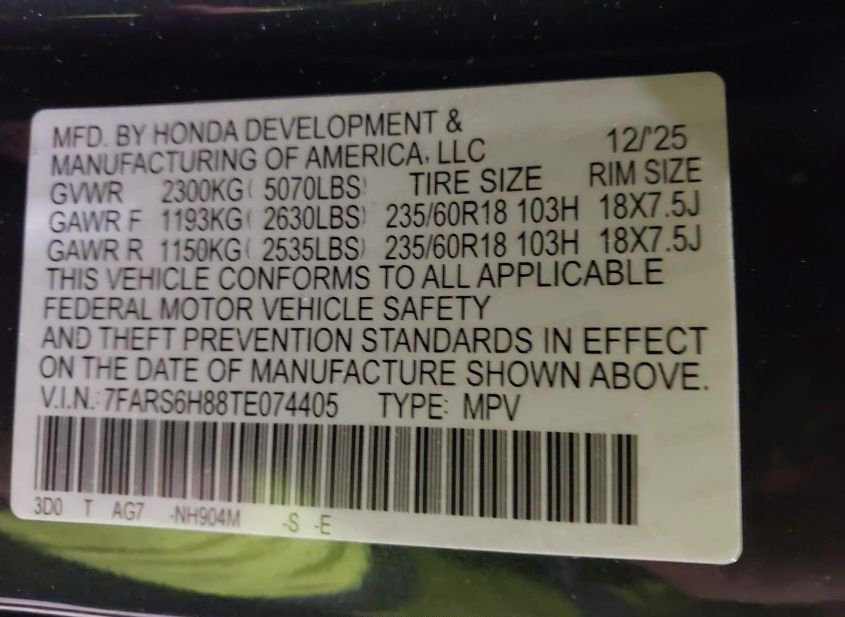 MFD. BY HONDA DEVELOPMENT &
MANUFACTURING OF AMERICA, LLC 12/'25
GVWR 2300KG( 5070LBS) TIRE SIZE RIM SIZE
GAWR F 1193KG( 2630LBS) 235/60R18 103H 18X7.5J
GAWR R 1150KG( 2535LBS) 235/60R18 103H 18X7.5J
THIS VEHICLE CONFORMS TO ALL APPLICABLE
FEDERAL MOTOR VEHICLE SAFETY
AND THEFT PREVENTION STANDARDS IN EFFECT
ON THE DATE OF MANUFACTURE SHOWN ABOVE.
V.I.N.:7FARS6H88TE074405 TYPE: MPV
3D0 T AG7 -NH904M -S -E